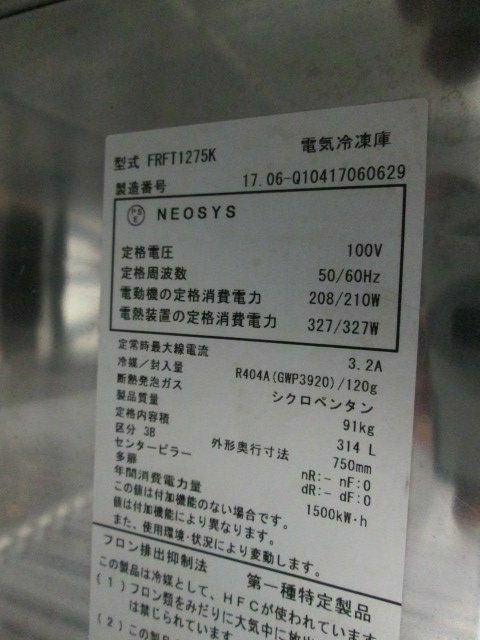 電気冷凍庫
型式 FRFT1275K
製造番号 17.06-Q10417060629
PSE NEOSYS
定格電圧 100V
定格周波数 50/60Hz
電動機の定格消費電力 208/210W
電熱装置の定格消費電力 327/327W
定常時最大線電流 3.2A
冷媒/封入量 R404A(GWP3920)/120g
断熱発泡ガス シクロペンタン
製品質量 91kg
定格内容積 314 L
区分 3B 外形奥行寸法 750mm
センターピラー nR:- nF:0
多扉 dR:- dF:0
年間消費電力量 1500kW·h
この値は付加機能のない場合です。
値は付加機能により異なります。
また、使用環境・状況により変動します。
フロン排出抑制法 第一種特定製品
この製品は冷媒として、HFCが使われています
(1)フロン類をみだりに大気中に放
は禁じられています
(2)この製